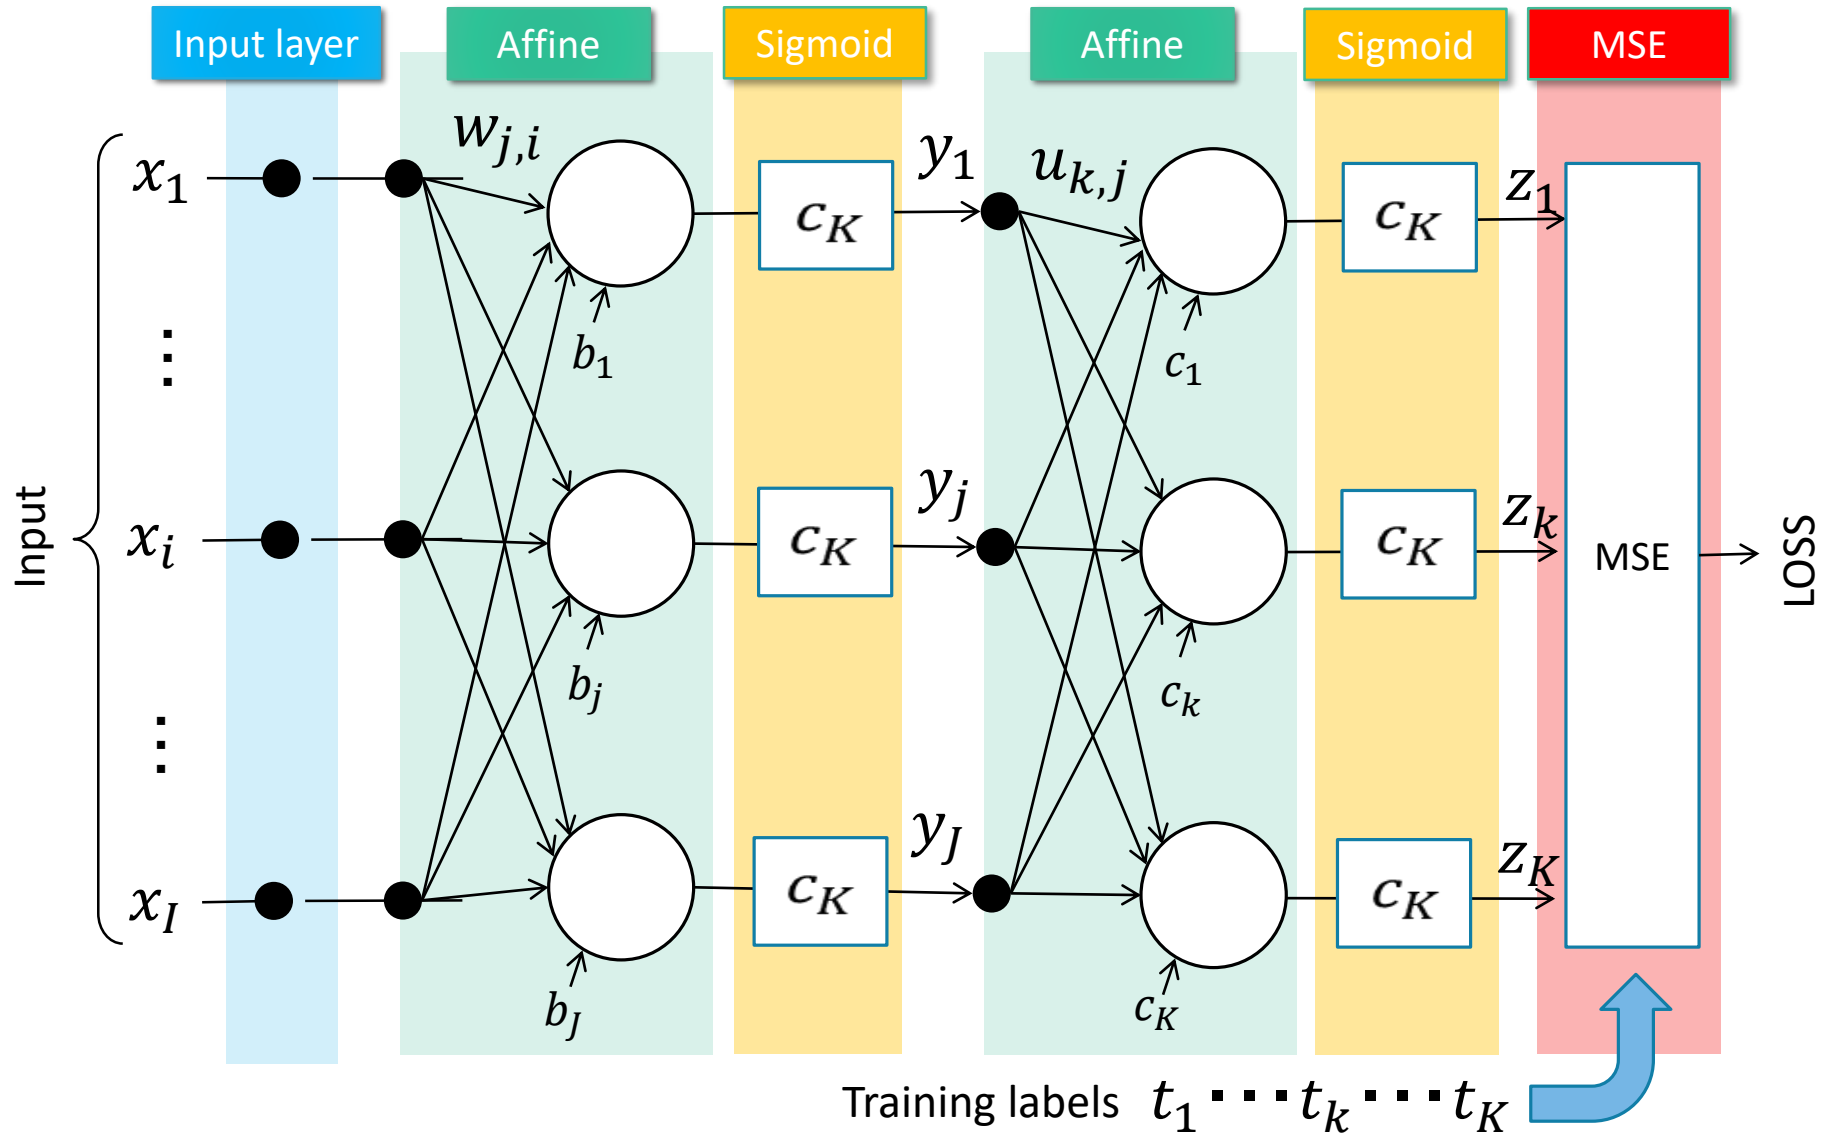 Input layer
Affine
Sigmoid
Affine
Sigmoid
MSE
Input
x_1
⋮
x_i
⋮
x_I
w_{j,i}
b_1
b_j
b_J
c_K
c_K
c_K
y_1
y_j
y_J
u_{k,j}
c_1
c_k
c_K
c_K
c_K
c_K
z_1
z_k
z_K
MSE
LOSS
Training labels t_1 ···· t_k ···· t_K